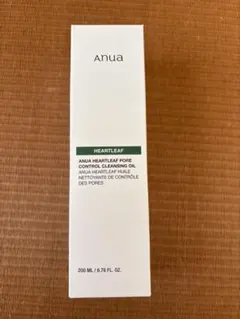 Anua
HEARTLEAF
ANUA HEARTLEAF PORE
CONTROL CLEANSING OIL
ANUA HEARTLEAF HUILE
NETTOYANTE DE CONTRÔLE
DES PORES
200 ML / 6.76 FL. OZ.